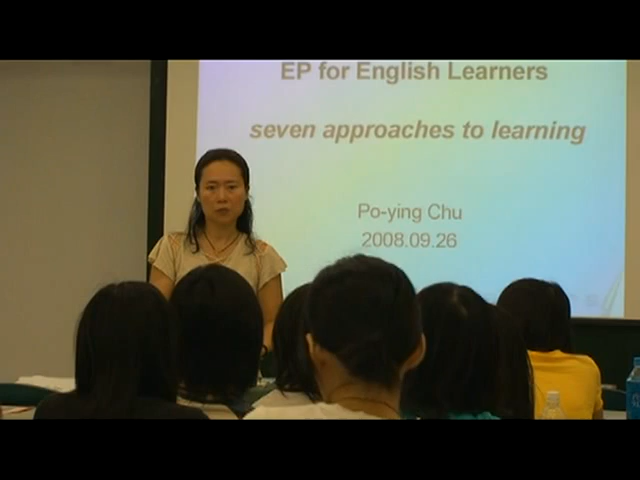 EP for English Learners
seven approaches to learning
Po-ying Chu
2008.09.26